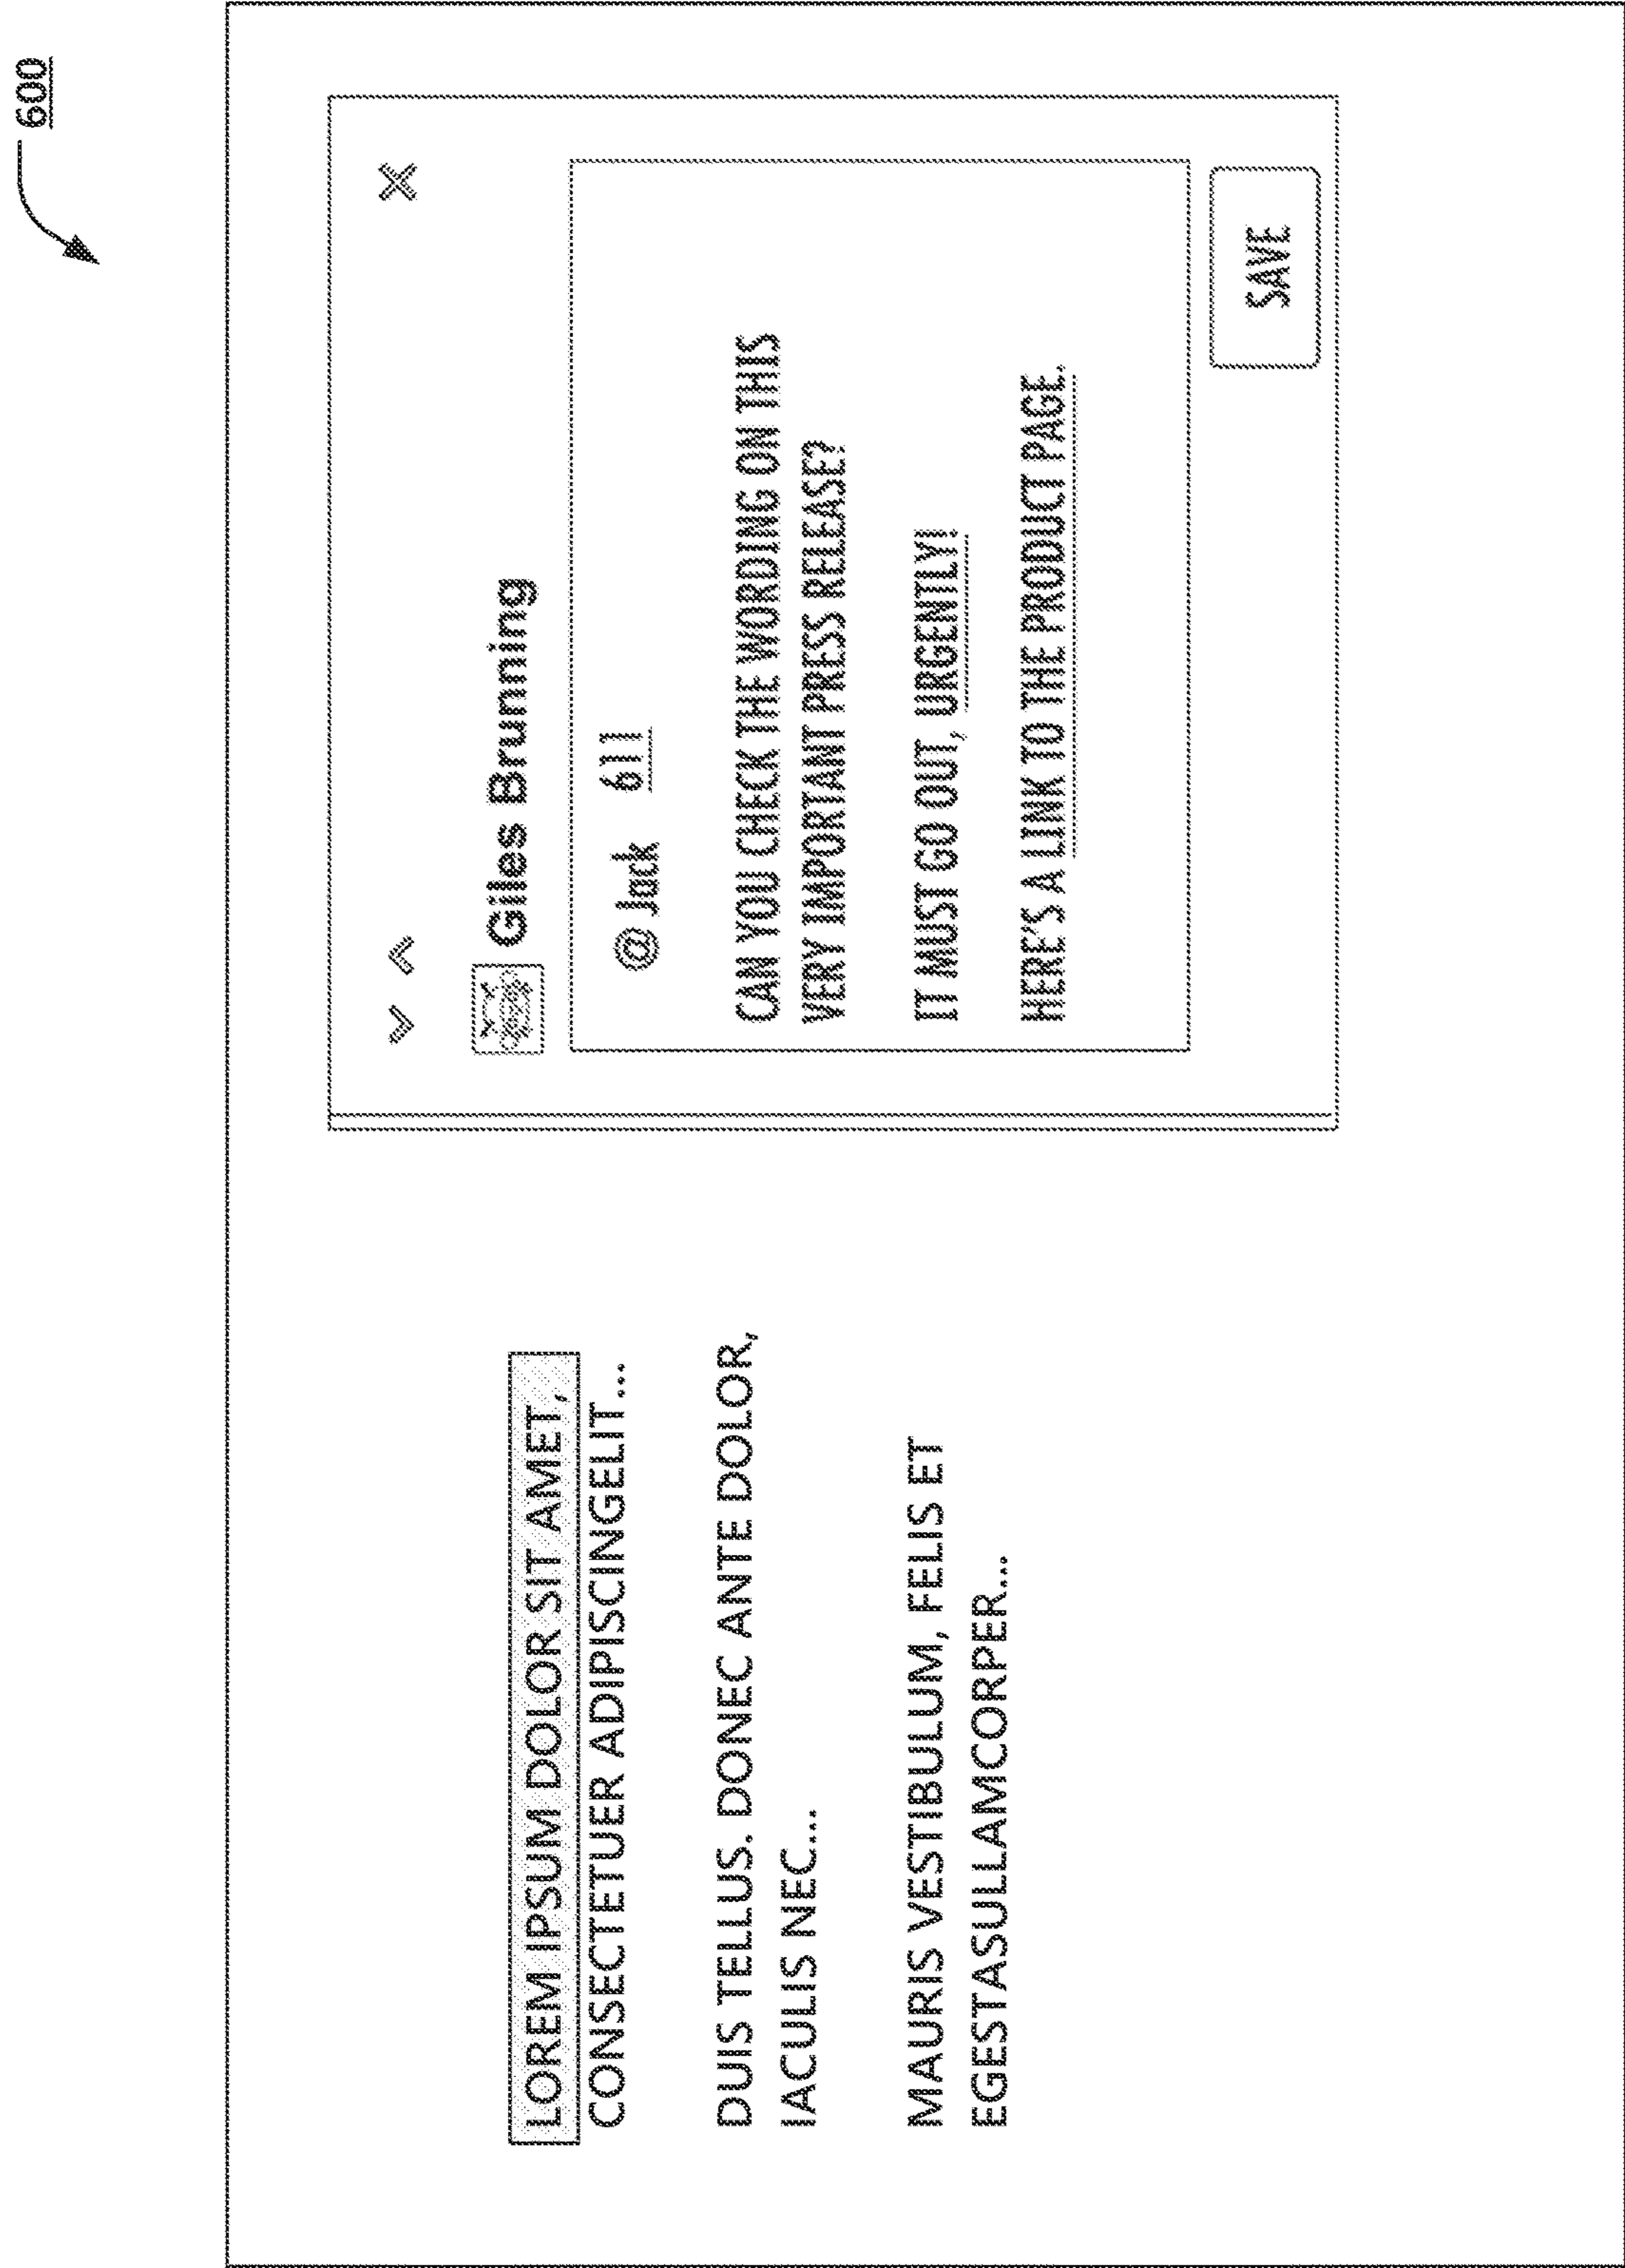 600
LOREM IPSUM DOLOR SIT AMET,
CONSECTETUER ADIPISCINGELIT...
DUIS TELLUS. DONEC ANTE DOLOR,
IACULIS NEC...
MAURIS VESTIBULUM, FELIS ET
EGESTASULLAMCORPER...
Giles Brunning
@ Jack 611
CAN YOU CHECK THE WORDING ON THIS
VERY IMPORTANT PRESS RELEASE?
IT MUST GO OUT, URGENTLY!
HERE'S A LINK TO THE PRODUCT PAGE.
SAVE